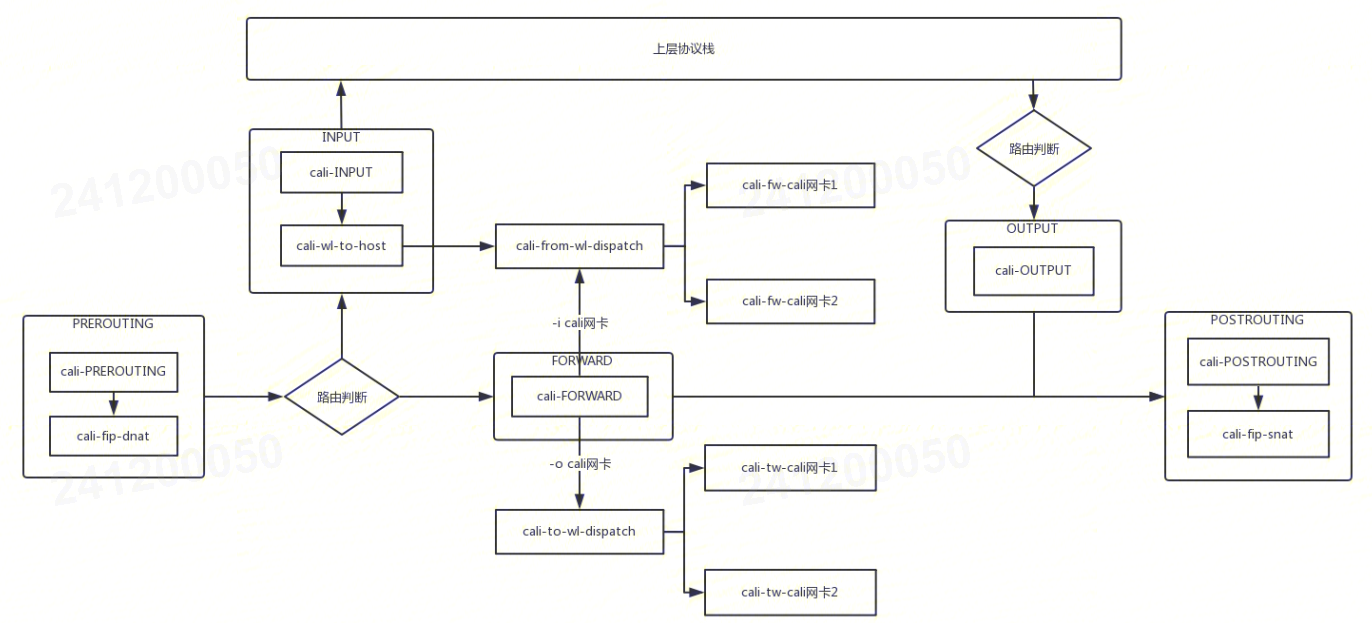 上层协议栈
INPUT
cali-INPUT
cali-wl-to-host
cali-from-wl-dispatch
cali-fw-cali网卡1
cali-fw-cali网卡2
路由判断
OUTPUT
cali-OUTPUT
PREROUTING
cali-PREROUTING
cali-fip-dnat
路由判断
-i cali网卡
FORWARD
cali-FORWARD
-o cali网卡
cali-to-wl-dispatch
cali-tw-cali网卡1
cali-tw-cali网卡2
POSTROUTING
cali-POSTROUTING
cali-fip-snat
241200050
241200050
241200050
241200050